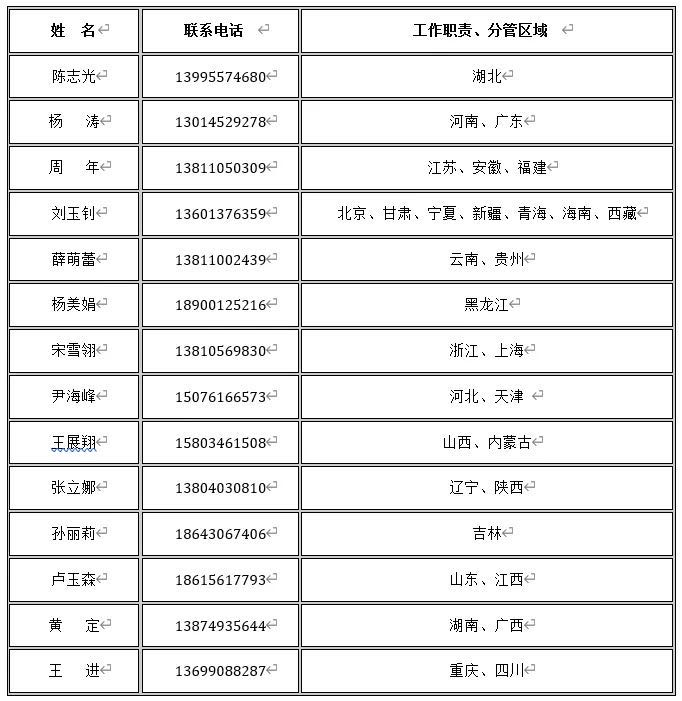 姓 名 联系电话 工作职责、分管区域
陈志光 13995574680 湖北
杨 涛 13014529278 河南、广东
周 年 13811050309 江苏、安徽、福建
刘玉钊 13601376359 北京、甘肃、宁夏、新疆、青海、海南、西藏
薛萌蕾 13811002439 云南、贵州
杨美娟 18900125216 黑龙江
宋雪翎 13810569830 浙江、上海
尹海峰 15076166573 河北、天津
王展翔 15803461508 山西、内蒙古
张立娜 13804030810 辽宁、陕西
孙丽莉 18643067406 吉林
卢玉森 18615617793 山东、江西
黄 定 13874935644 湖南、广西
王 进 13699088287 重庆、四川